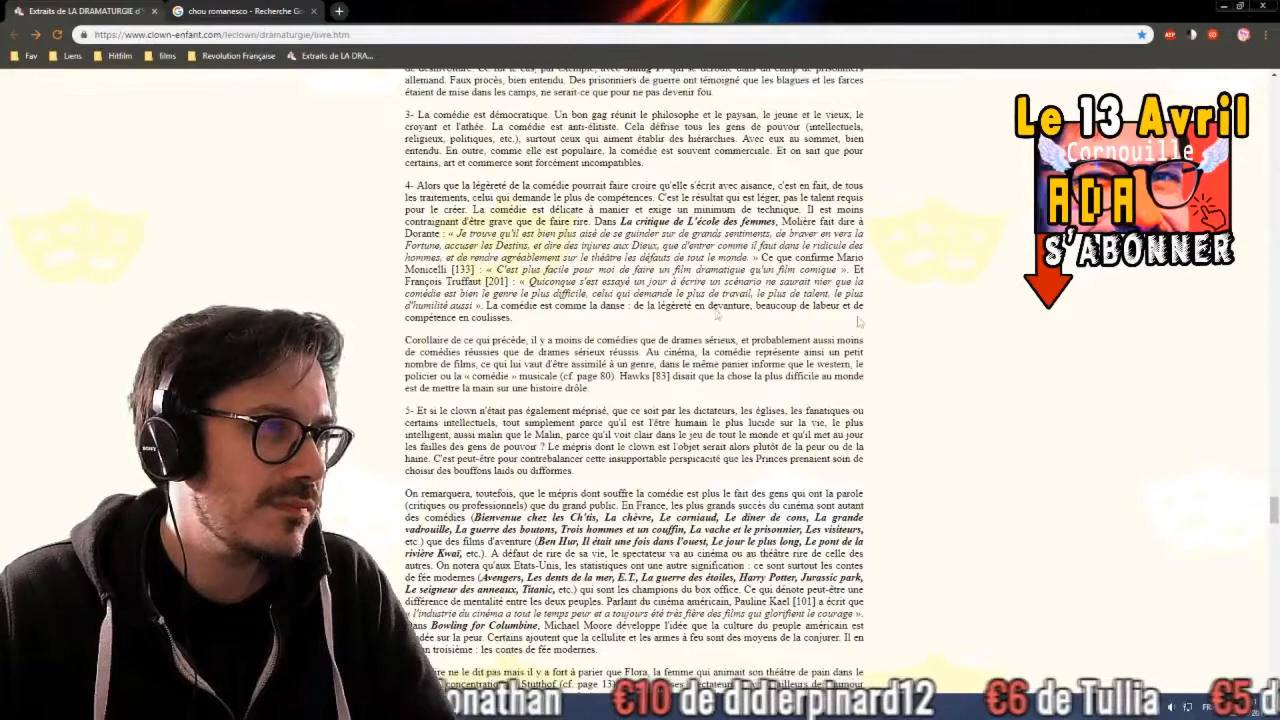 Extraits de LA DRAMATURGIE d'
chou romanesco - Recherche Go
https://www.clown-enfant.com/leclown/dramaturgie/livre.htm
Fav
Liens
Hitfilm
films
Revolution Française
Extraits de LA DRA...
allemand. Faux procès, bien entendu. Des prisonniers de guerre ont témoigné que les blagues et les farces
étaient de mise dans les camps, ne serait-ce que pour ne pas devenir fou.
3- La comédie est démocratique. Un bon gag réunit le philosophe et le paysan, le jeune et le vieux, le
croyant et l'athée. La comédie est anti-élitiste. Cela défrise tous les gens de pouvoir (intellectuels,
religieux, politiques, etc.), surtout ceux qui aiment établir des hiérarchies. Avec eux au sommet, bien
entendu. En outre, comme elle est populaire, la comédie est souvent commerciale. Et on sait que pour
certains, art et commerce sont forcément incompatibles.
4- Alors que la légèreté de la comédie pourrait faire croire qu'elle s'écrit avec aisance, c'est en fait, de tous
les traitements, celui qui demande le plus de compétences. C'est le résultat qui est léger, pas le talent requis
pour le créer. La comédie est délicate à manier et exige un minimum de technique. Il est moins
contraignant d'être grave que de faire rire. Dans La critique de L'école des femmes, Molière fait dire à
Dorante : « Je trouve qu'il est bien plus aisé de se guinder sur de grands sentiments, de braver en vers la
Fortune, accuser les Destins, et dire des injures aux Dieux, que d'entrer comme il faut dans le ridicule des
hommes, et de rendre agréablement sur le théâtre les défauts de tout le monde. » Ce que confirme Mario
Monicelli [133] : « C'est plus facile pour moi de faire un film dramatique qu'un film comique ». Et
François Truffaut [201] : « Quiconque s'est essayé un jour à écrire un scénario ne saurait nier que la
comédie est bien le genre le plus difficile, celui qui demande le plus de travail, le plus de talent, le plus
d'humilité aussi ». La comédie est comme la danse : de la légèreté en devanture, beaucoup de labeur et de
compétence en coulisses.
Corollaire de ce qui précède, il y a moins de comédies que de drames sérieux, et probablement aussi moins
de comédies réussies que de drames sérieux réussis. Au cinéma, la comédie représente ainsi un petit
nombre de films, ce qui lui vaut d'être assimilé à un genre, dans le même panier informe que le western, le
policier ou la « comédie » musicale (cf. page 80). Hawks [83] disait que la chose la plus difficile au monde
est de mettre la main sur une histoire drôle.
5- Et si le clown n'était pas également méprisé, que ce soit par les dictateurs, les églises, les fanatiques ou
certains intellectuels, tout simplement parce qu'il est l'être humain le plus lucide sur la vie, le plus
intelligent, aussi malin que le Malin, parce qu'il voit clair dans le jeu de tout le monde et qu'il met au jour
les failles des gens de pouvoir ? Le mépris dont le clown est l'objet serait alors plutôt de la peur ou de la
haine. C'est peut-être pour contrebalancer cette insupportable perspicacité que les Princes prenaient soin de
choisir des bouffons laids ou difformes.
On remarquera, toutefois, que le mépris dont souffre la comédie est plus le fait des gens qui ont la parole
(critiques ou professionnels) que du grand public. En France, les plus grands succès du cinéma sont autant
des comédies (Bienvenue chez les Ch'tis, La chèvre, Le corniaud, Le dîner de cons, La grande
vadrouille, La guerre des boutons, Trois hommes et un couffin, La vache et le prisonnier, Les visiteurs,
etc.) que des films d'aventure (Ben Hur, Il était une fois dans l'ouest, Le jour le plus long, Le pont de la
rivière Kwaï, etc.). A défaut de rire de sa vie, le spectateur va au cinéma ou au théâtre rire de celle des
autres. On notera qu'aux Etats-Unis, les statistiques ont une autre signification : ce sont surtout les contes
de fée modernes (Avengers, Les dents de la mer, E.T., La guerre des étoiles, Harry Potter, Jurassic park,
Le seigneur des anneaux, Titanic, etc.) qui sont les champions du box office. Ce qui dénote peut-être une
différence de mentalité entre les deux peuples. Parlant du cinéma américain, Pauline Kael [101] a écrit que
« l'industrie du cinéma a tout le temps peur et a toujours été très fière des films qui glorifient le courage ».
Dans Bowling for Columbine, Michael Moore développe l'idée que la culture du peuple américain est
dée sur la peur. Certains ajoutent que la cellulite et les armes à feu sont des moyens de la conjurer. Il en
n troisième : les contes de fée modernes.
ire ne le dit pas mais il y a fort à parier que Flora, la femme qui animait son théâtre de pain dans le
Le 13 Avril
Cornouille
ADA
S'ABONNER
SONY
onathan €10 de didierpinard12 €6 de Tullia €5 d